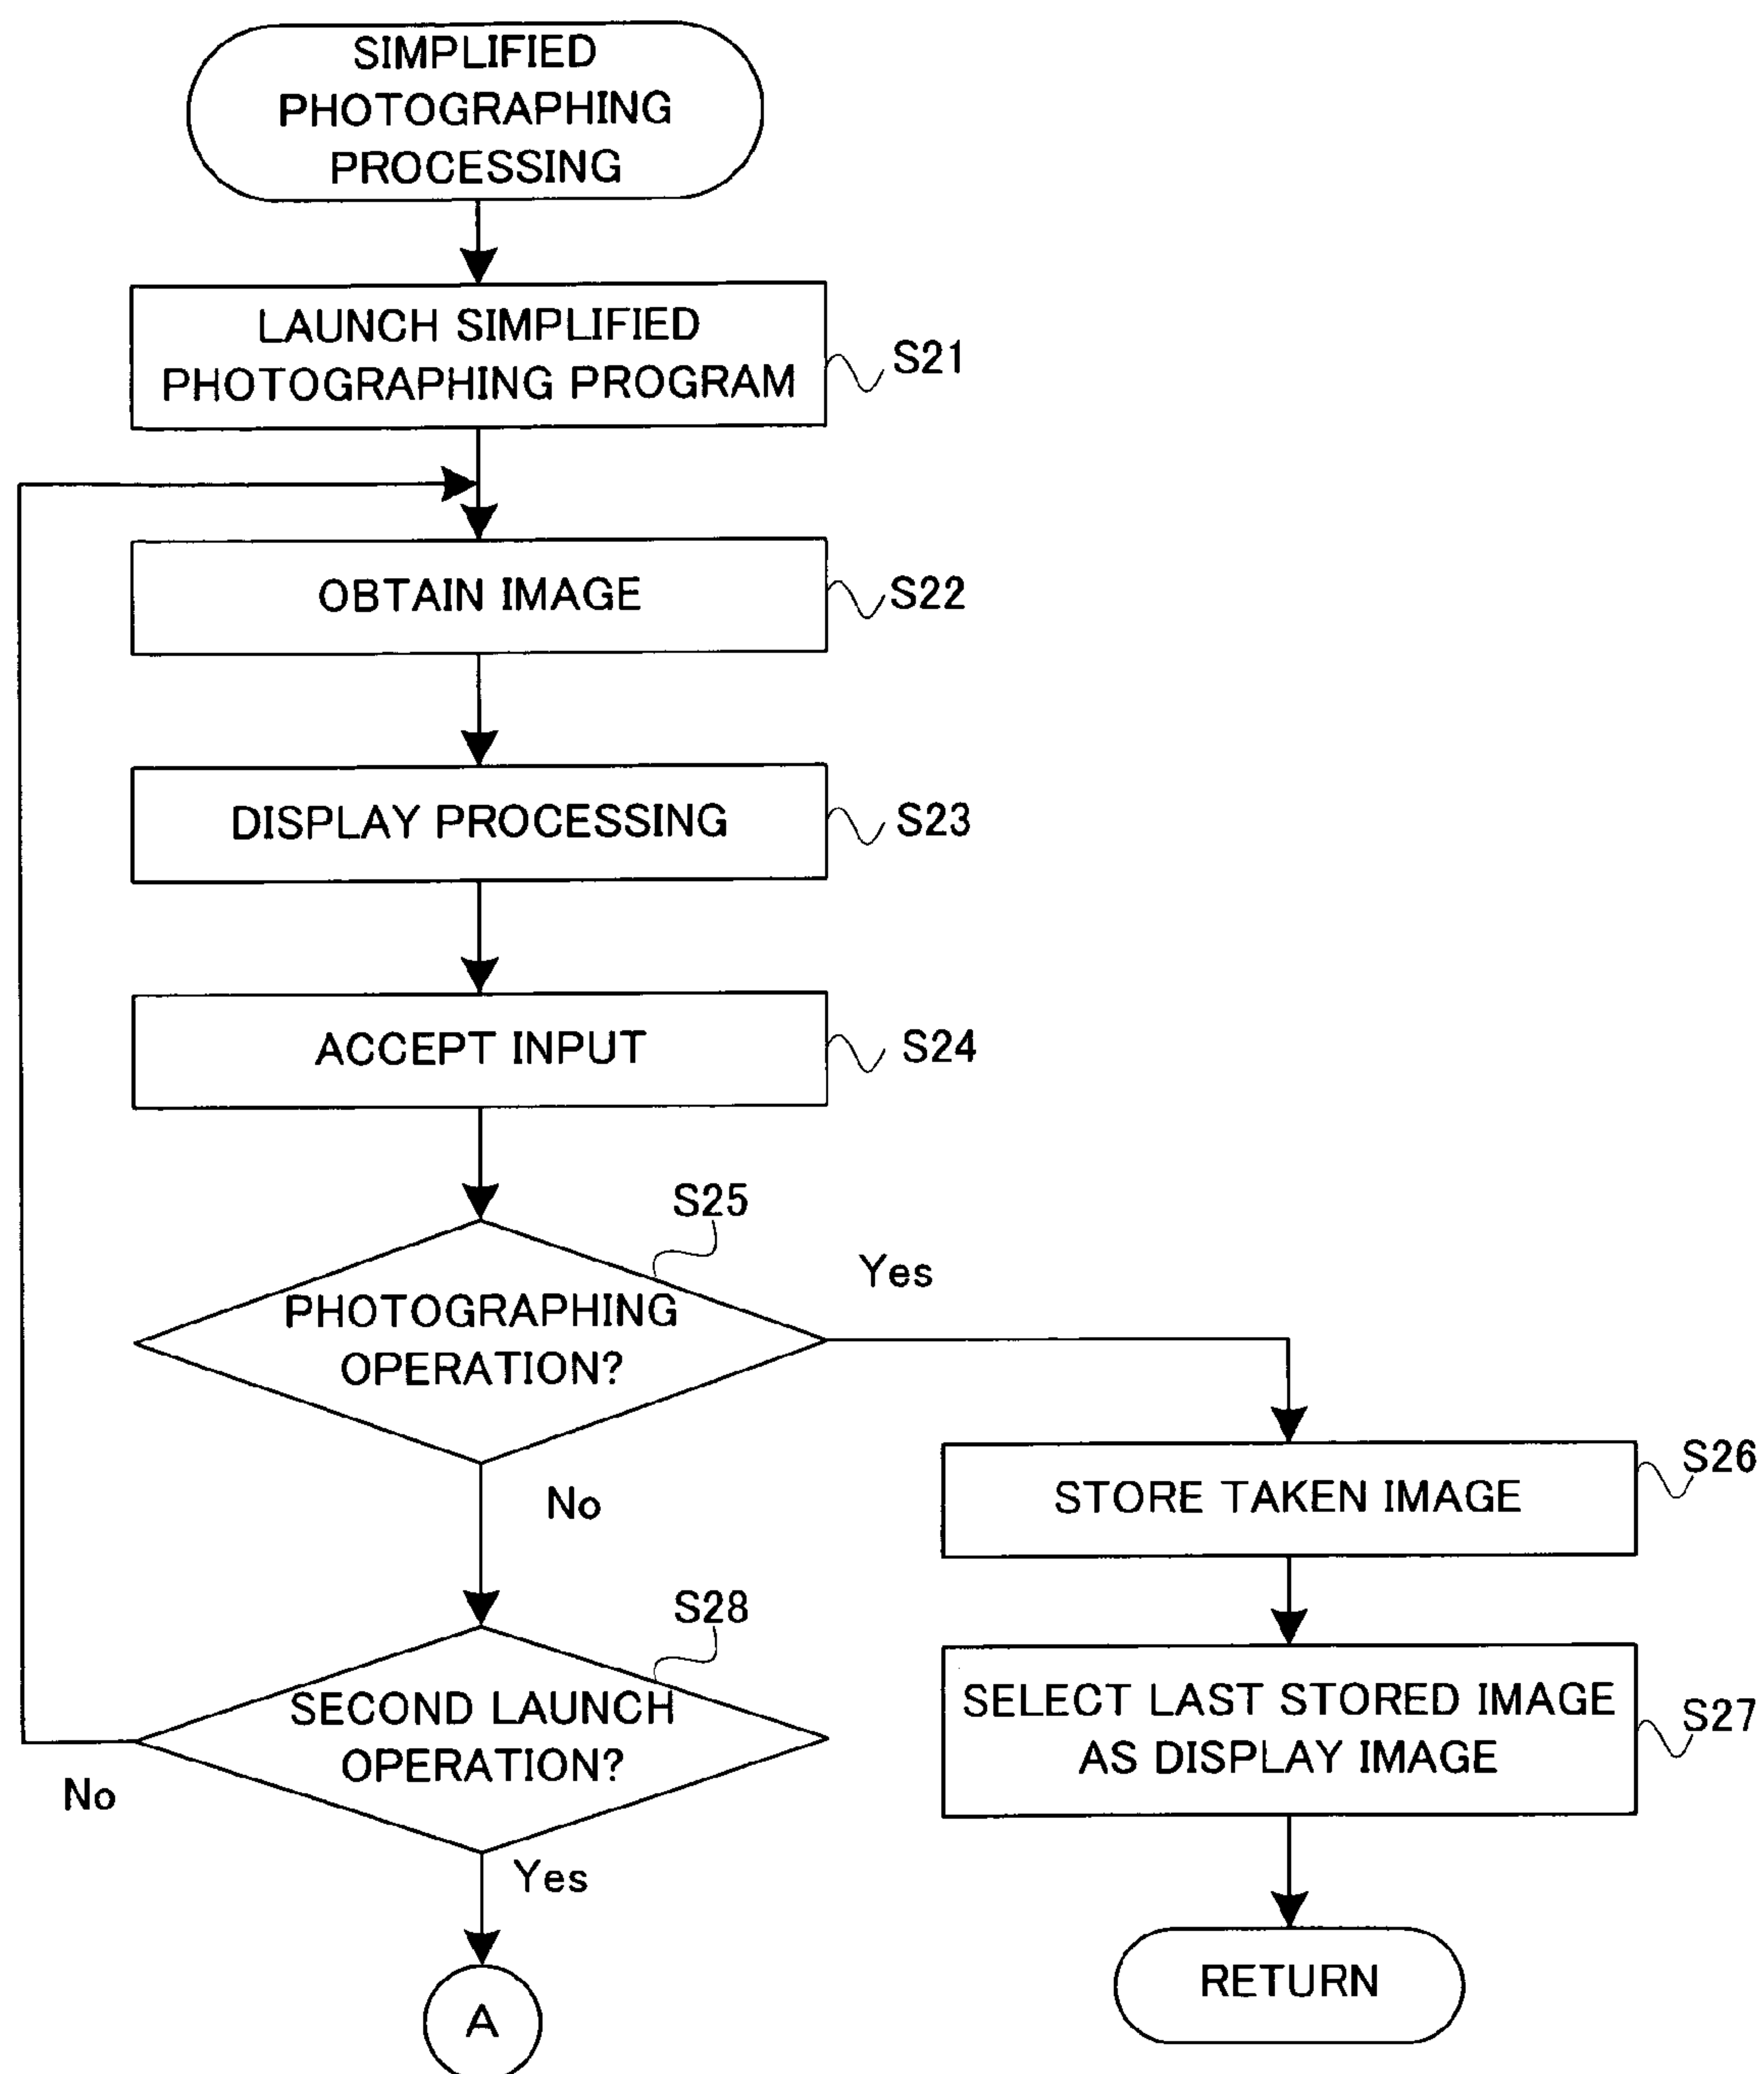 SIMPLIFIED
PHOTOGRAPHING
PROCESSING
LAUNCH SIMPLIFIED
PHOTOGRAPHING PROGRAM
S21
OBTAIN IMAGE
S22
DISPLAY PROCESSING
S23
ACCEPT INPUT
S24
S25
PHOTOGRAPHING
OPERATION?
Yes
No
STORE TAKEN IMAGE
S26
SELECT LAST STORED IMAGE
AS DISPLAY IMAGE
S27
RETURN
S28
SECOND LAUNCH
OPERATION?
No
Yes
A